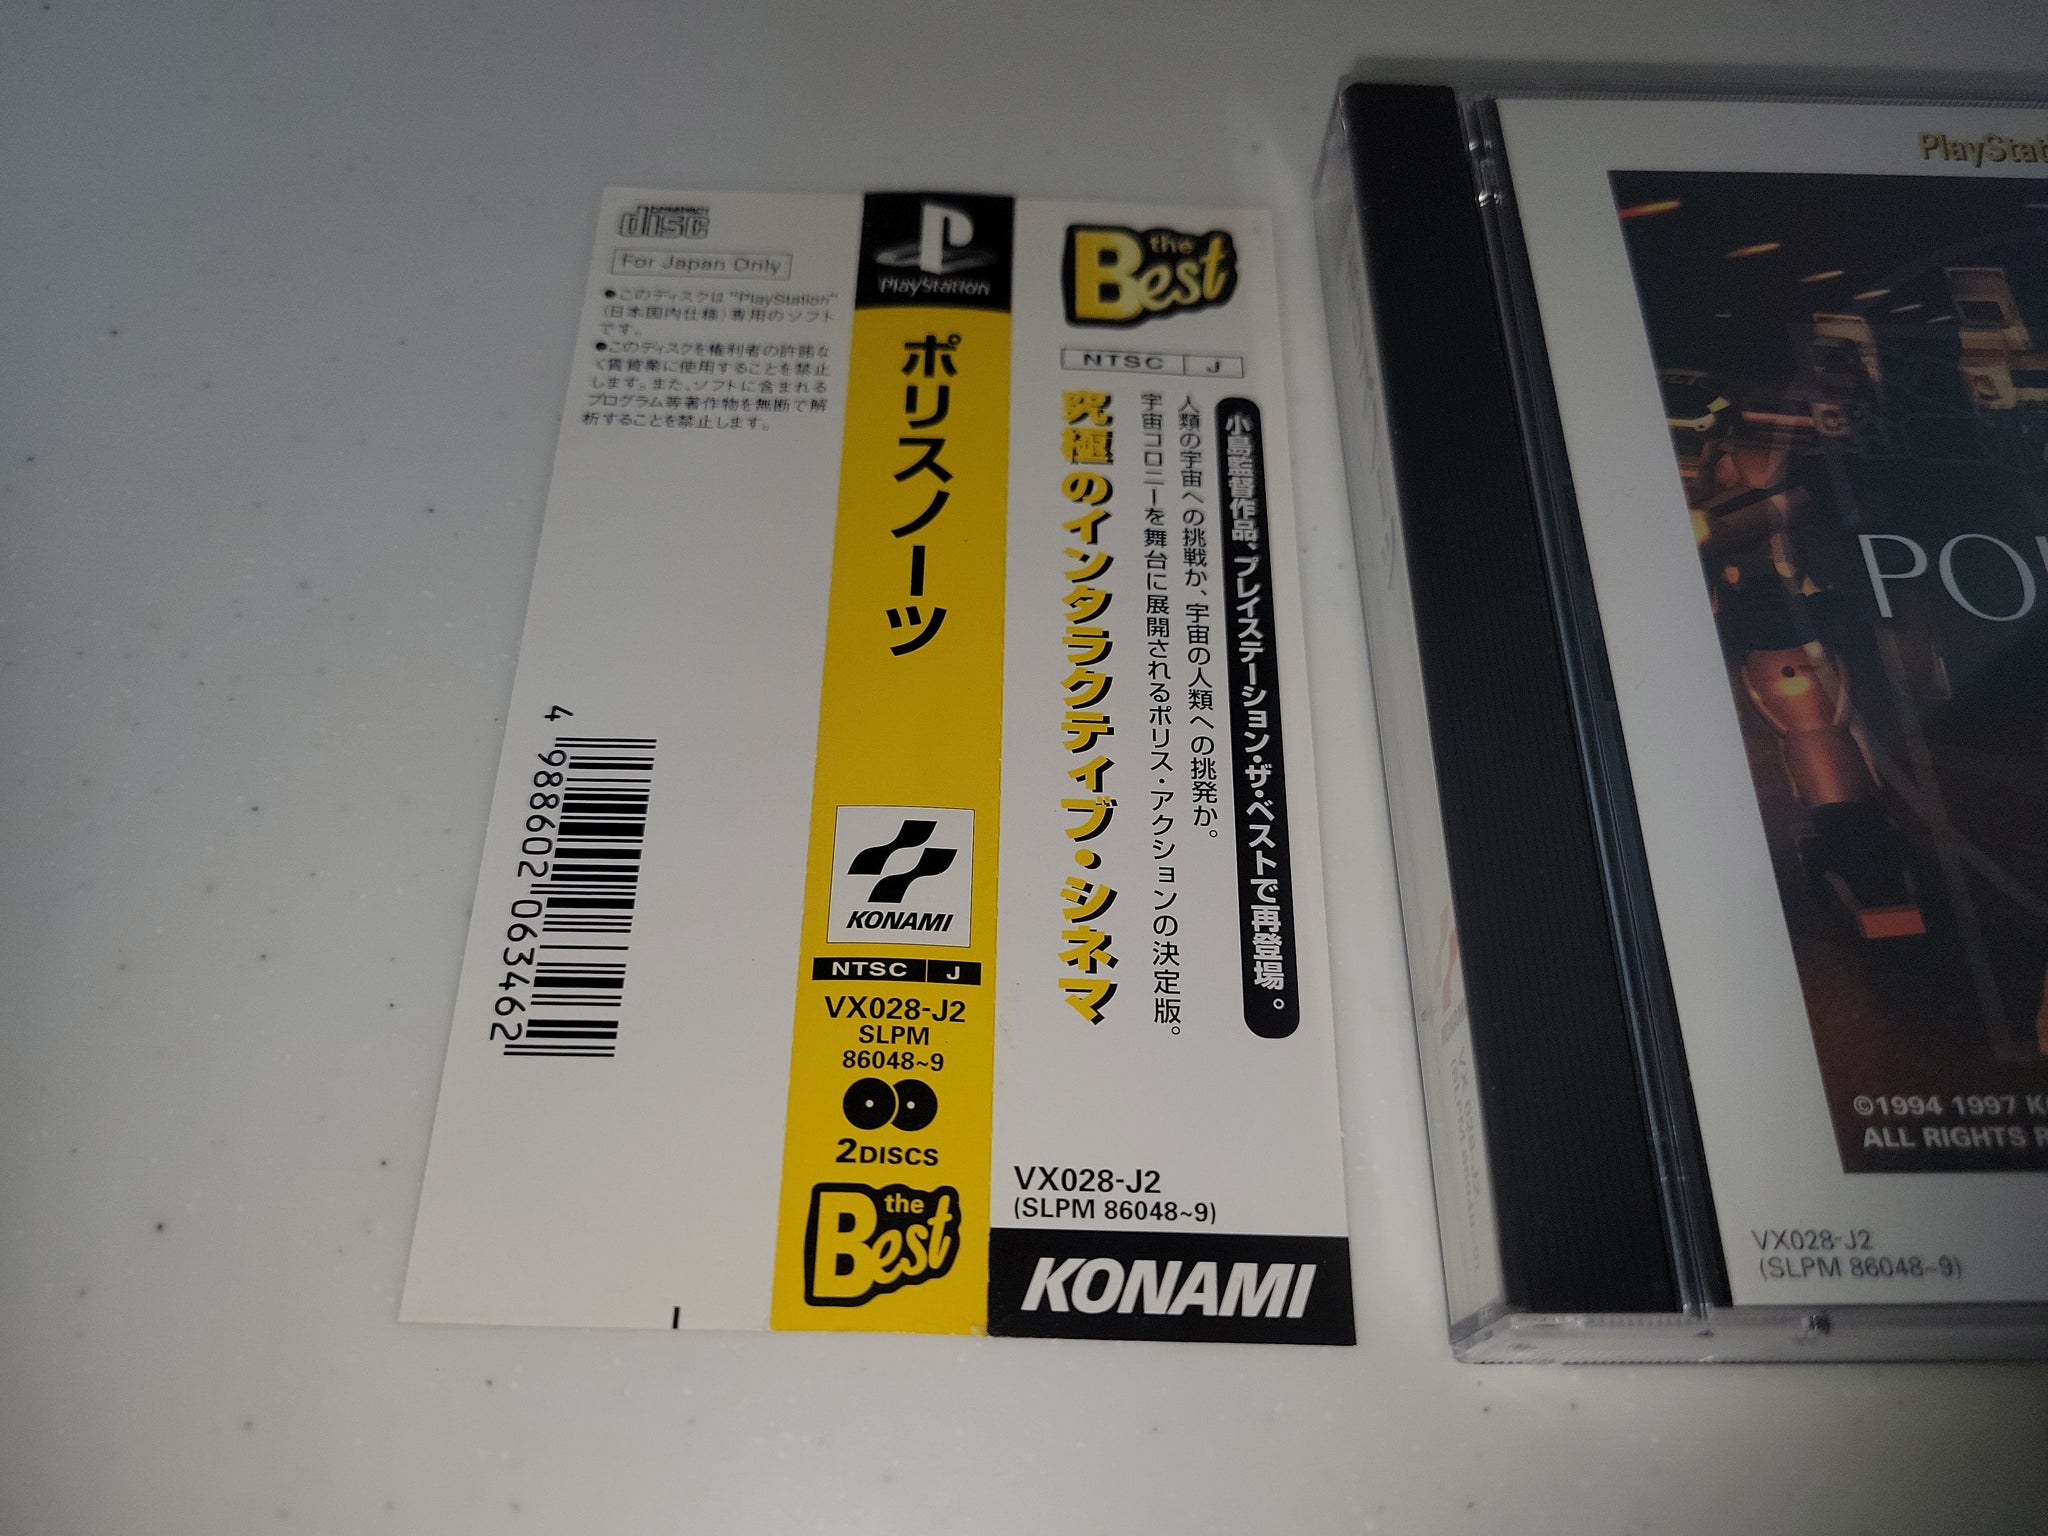 disc
For Japan Only
●このディスクは"PlayStation"
(日本国内仕様)専用のソフト
です。
●このディスクを権利者の許諾な
く賃貸業に使用することを禁止
します。また、ソフトに含まれる
プログラム等著作物を無断で解
析することを禁止します。
4 988602 063462
PlayStation
ポリスノーツ
KONAMI
NTSC J
VX028-J2
SLPM
86048~9
2DISCS
the Best
the Best
NTSC J
小島監督作品、プレイステーション・ザ・ベストで再登場。
人類の宇宙への挑戦か、宇宙の人類への挑発か。
宇宙コロニーを舞台に展開されるポリス・アクションの決定版。
究極のインタラクティブ・シネマ
VX028-J2
(SLPM 86048~9)
KONAMI
©1994 1997
ALL RIGHTS
VX028-J2
(SLPM 86048~9)